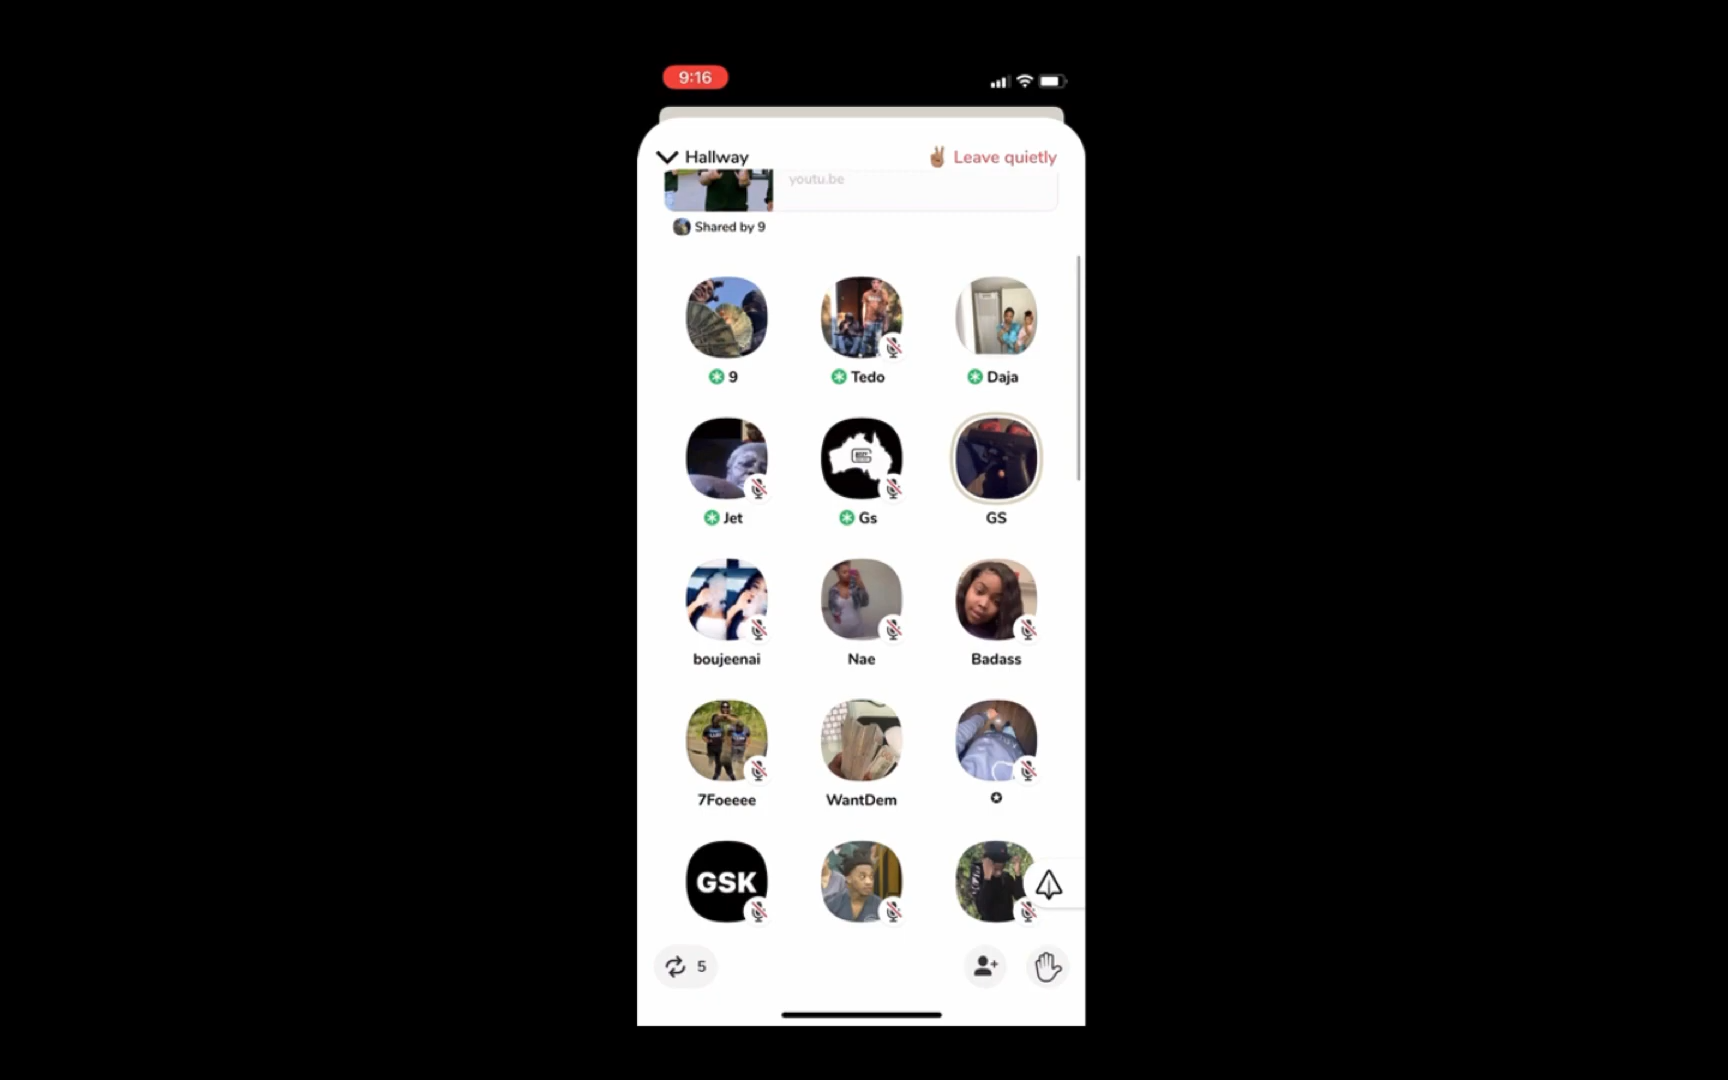 9:16
Hallway
✌🏽 Leave quietly
youtu.be
Shared by 9
9
Tedo
Daja
Jet
Gs
GS
boujeenai
Nae
Badass
7Foeeee
WantDem
✪
GSK
5